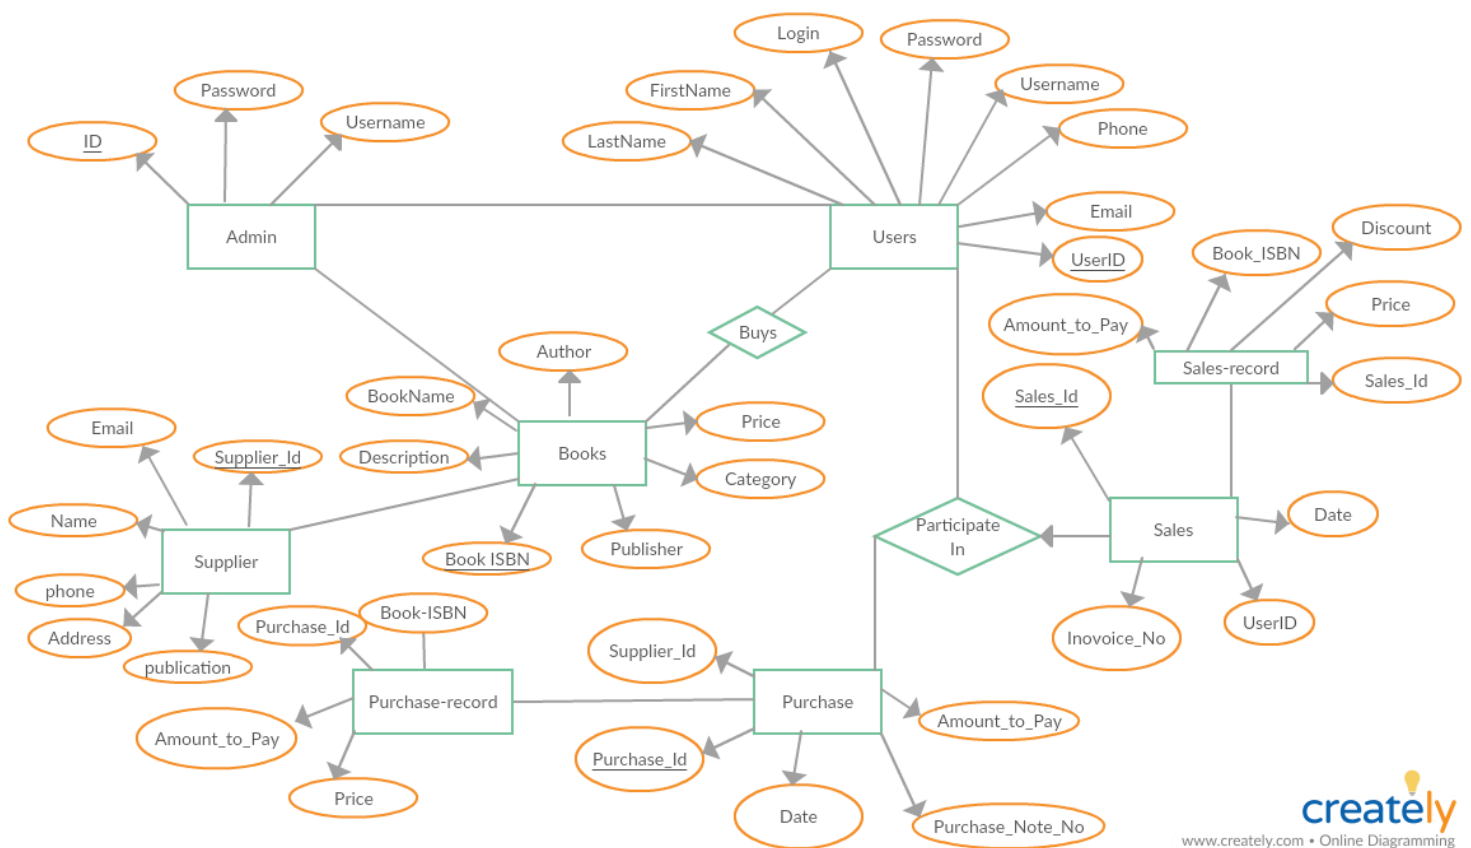 Login
Password
FirstName
Username
Password
ID
Username
LastName
Phone
Admin
Users
Email
UserID
Discount
Book_ISBN
Price
Amount_to_Pay
Buys
Author
Sales-record
Sales_Id
BookName
Sales_Id
Price
Email
Supplier_Id
Description
Books
Category
Name
Participate
In
Sales
Date
Supplier
Book ISBN
Publisher
phone
Address
Purchase_Id
Book-ISBN
publication
Supplier_Id
Inovoice_No
UserID
Purchase-record
Purchase
Amount_to_Pay
Amount_to_Pay
Purchase_Id
Price
Date
Purchase_Note_No
creately
www.creately.com • Online Diagramming